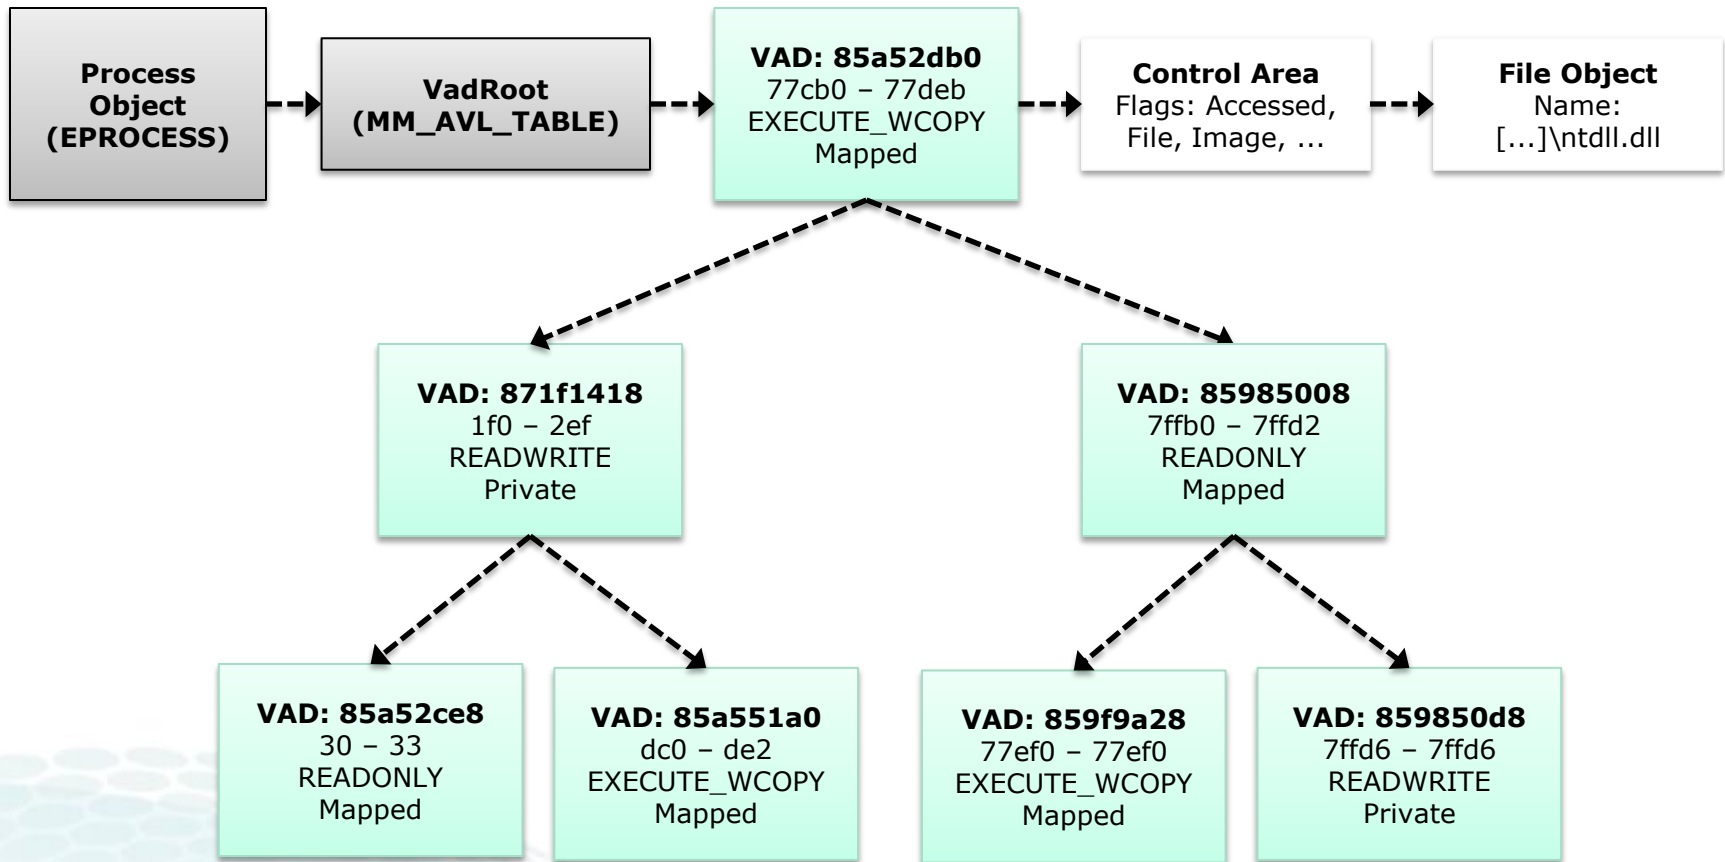 Process
Object
(EPROCESS)
VadRoot
(MM_AVL_TABLE)
VAD: 85a52db0
77cb0 – 77deb
EXECUTE_WCOPY
Mapped
Control Area
Flags: Accessed,
File, Image, ...
File Object
Name:
[...]\ntdll.dll
VAD: 871f1418
1f0 – 2ef
READWRITE
Private
VAD: 85985008
7ffb0 – 7ffd2
READONLY
Mapped
VAD: 85a52ce8
30 – 33
READONLY
Mapped
VAD: 85a551a0
dc0 – de2
EXECUTE_WCOPY
Mapped
VAD: 859f9a28
77ef0 – 77ef0
EXECUTE_WCOPY
Mapped
VAD: 859850d8
7ffd6 – 7ffd6
READWRITE
Private